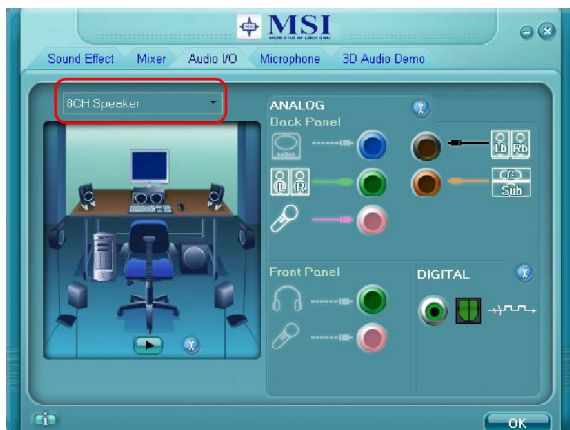 MSI
Sound Effect
Mixer
Audio I/O
Microphone
3D Audio Demo
8CH Speaker
ANALOG
Back Panel
Lb Rb
L R
C
Sub
Front Panel
DIGITAL
i
OK